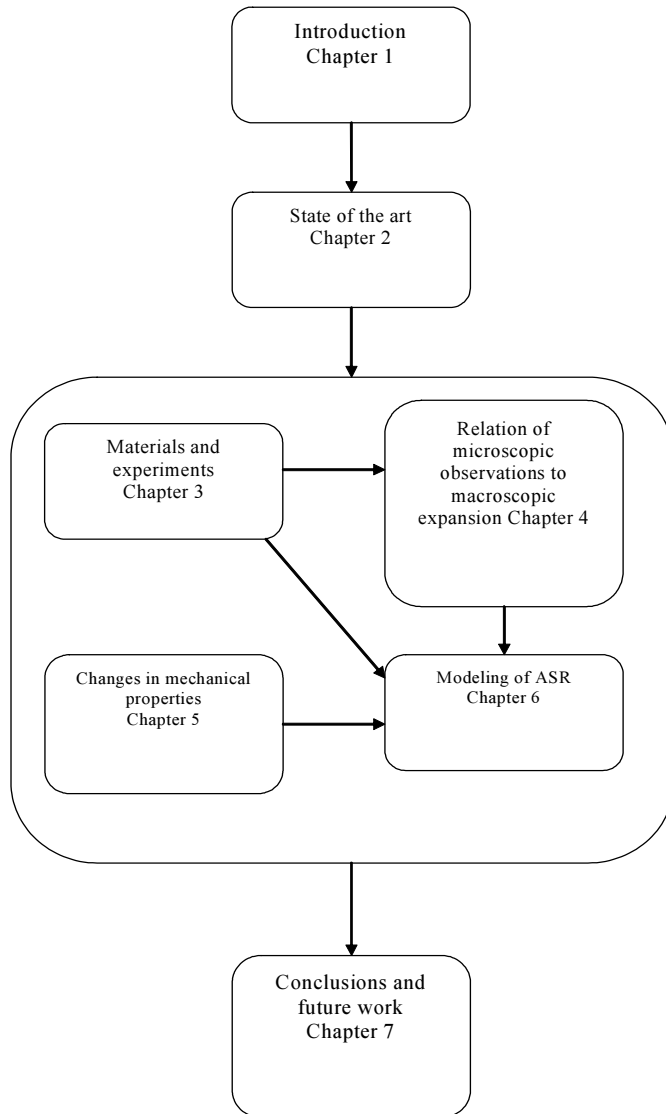 Introduction
Chapter 1
State of the art
Chapter 2
Materials and
experiments
Chapter 3
Relation of
microscopic
observations to
macroscopic
expansion Chapter 4
Changes in mechanical
properties
Chapter 5
Modeling of ASR
Chapter 6
Conclusions and
future work
Chapter 7